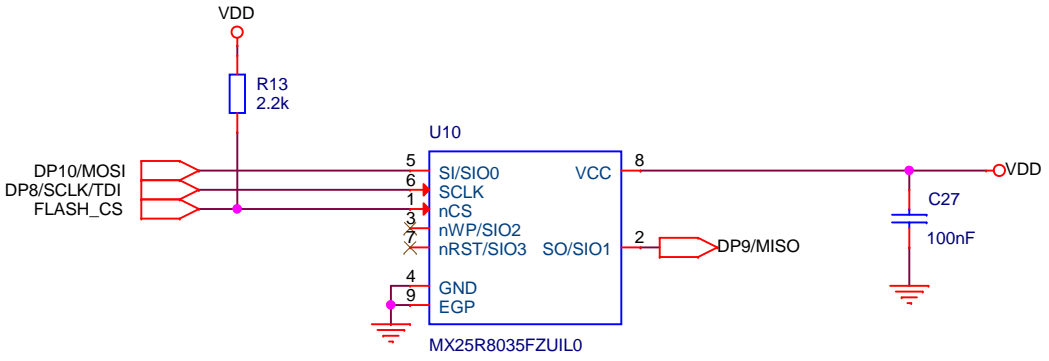 VDD
R13
2.2k
U10
DP10/MOSI
5
SI/SIO0
VCC
8
VDD
DP8/SCLK/TDI
6
SCLK
FLASH_CS
1
nCS
C27
100nF
3
nWP/SIO2
7
nRST/SIO3
SO/SIO1
2
DP9/MISO
4
GND
9
EGP
MX25R8035FZUIL0